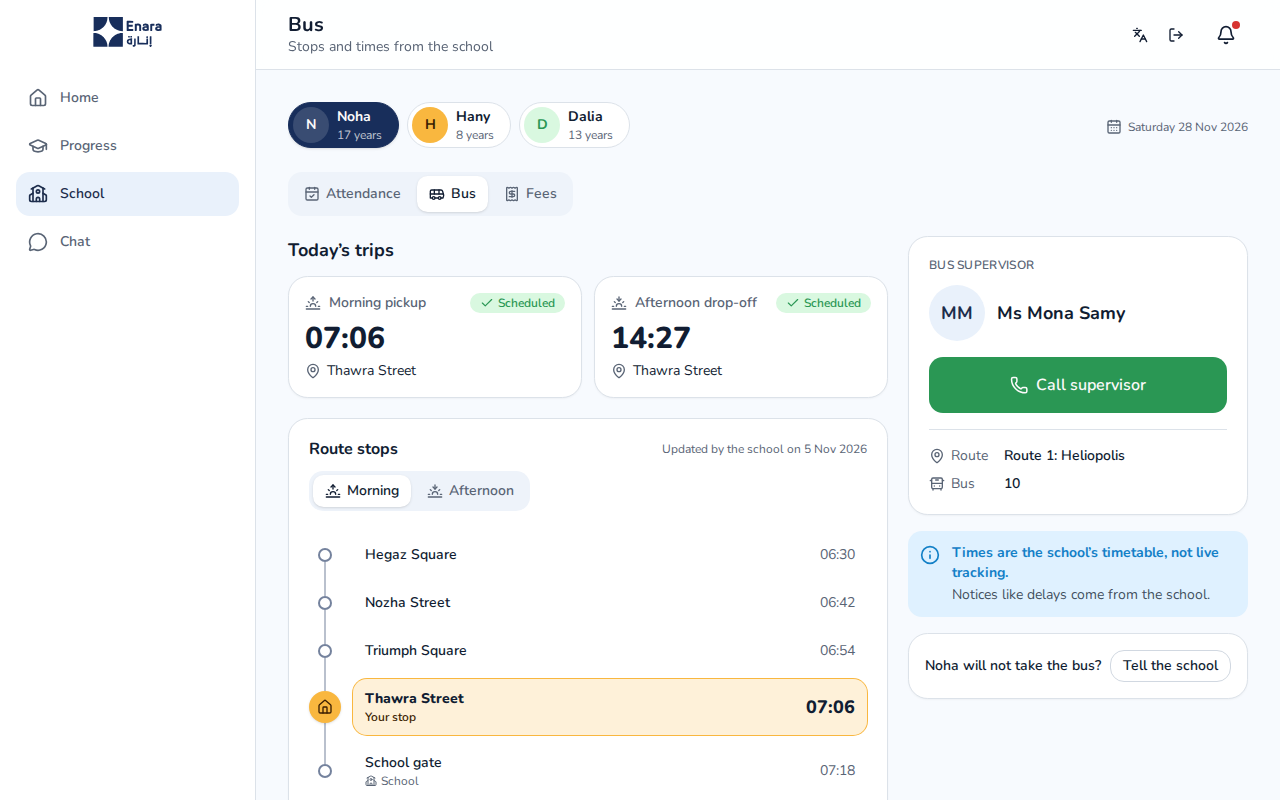 Enara
إنارة
Home
Progress
School
Chat
Bus
Stops and times from the school
N
Noha
17 years
H
Hany
8 years
D
Dalia
13 years
Saturday 28 Nov 2026
Attendance
Bus
Fees
Today's trips
Morning pickup
Scheduled
07:06
Thawra Street
Afternoon drop-off
Scheduled
14:27
Thawra Street
Route stops
Updated by the school on 5 Nov 2026
Morning
Afternoon
Hegaz Square
06:30
Nozha Street
06:42
Triumph Square
06:54
Thawra Street
Your stop
07:06
School gate
School
07:18
BUS SUPERVISOR
MM
Ms Mona Samy
Call supervisor
Route
Route 1: Heliopolis
Bus
10
Times are the school's timetable, not live
tracking.
Notices like delays come from the school.
Noha will not take the bus?
Tell the school